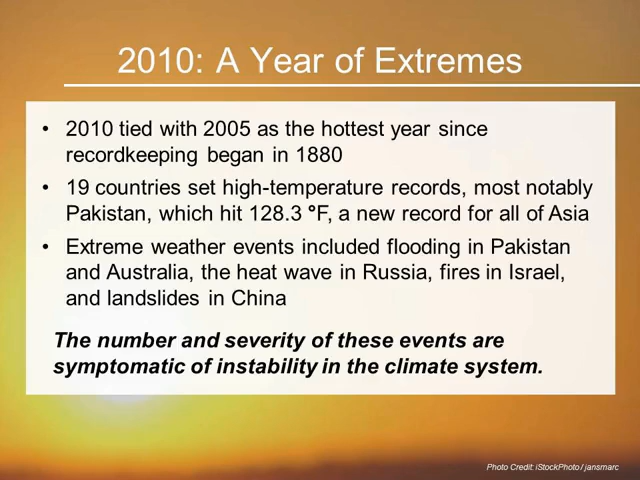 2010: A Year of Extremes
• 2010 tied with 2005 as the hottest year since
recordkeeping began in 1880
• 19 countries set high-temperature records, most notably
Pakistan, which hit 128.3 °F, a new record for all of Asia
• Extreme weather events included flooding in Pakistan
and Australia, the heat wave in Russia, fires in Israel,
and landslides in China
The number and severity of these events are
symptomatic of instability in the climate system.
Photo Credit: iStockPhoto / jansmarc